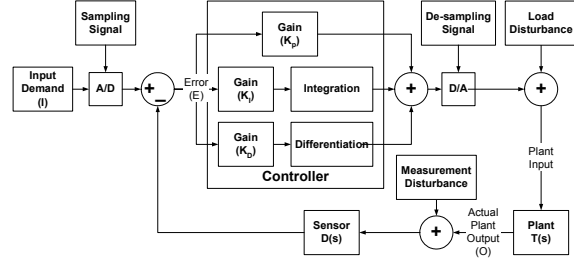 Sampling
Signal
Gain
(Kp)
De-sampling
Signal
Load
Disturbance
Input
Demand
(I)
A/D
+
–
Error
(E)
Gain
(KI)
Integration
+
D/A
+
Gain
(KD)
Differentiation
Controller
Plant
Input
Measurement
Disturbance
Sensor
D(s)
+
Actual
Plant
Output
(O)
Plant
T(s)